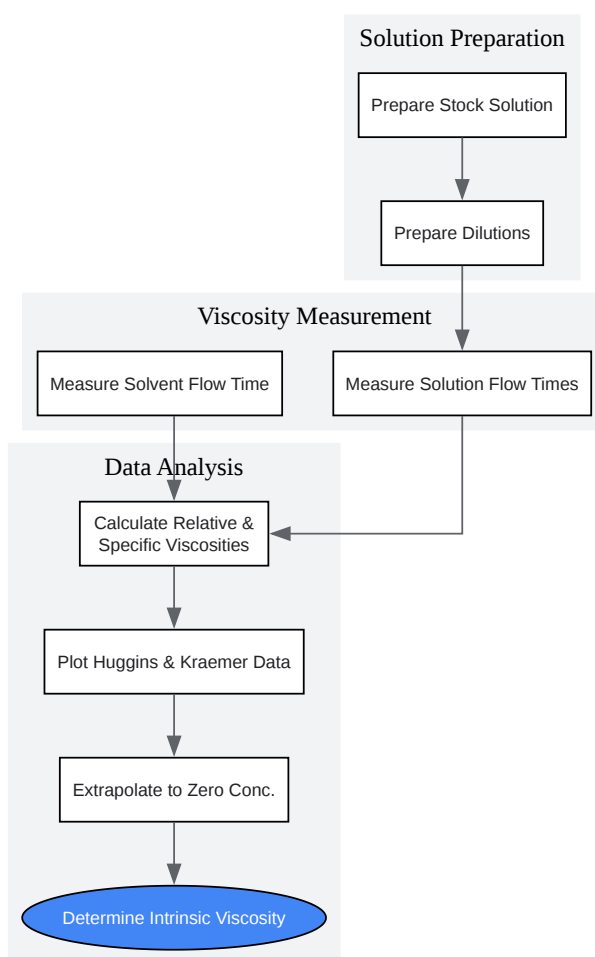 Solution Preparation
Prepare Stock Solution
Prepare Dilutions
Viscosity Measurement
Measure Solvent Flow Time
Measure Solution Flow Times
Data Analysis
Calculate Relative &
Specific Viscosities
Plot Huggins & Kraemer Data
Extrapolate to Zero Conc.
Determine Intrinsic Viscosity